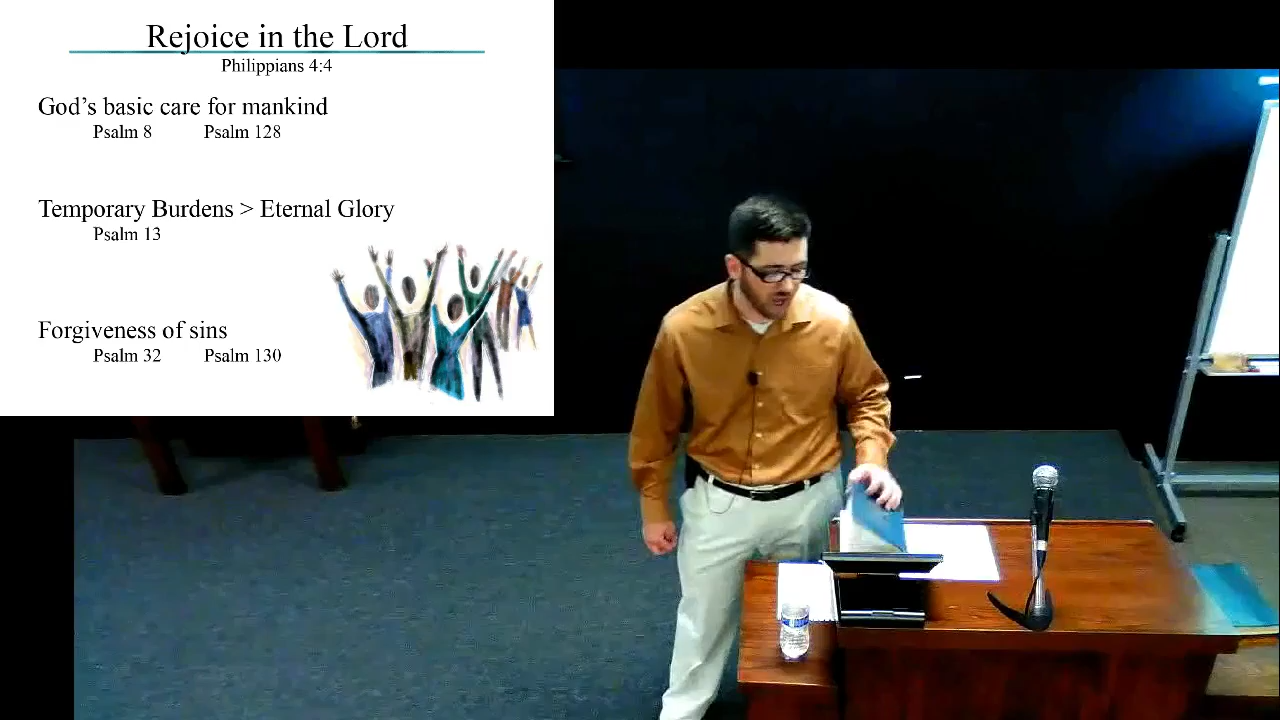 Rejoice in the Lord
Philippians 4:4
God's basic care for mankind
Psalm 8 Psalm 128
Temporary Burdens > Eternal Glory
Psalm 13
Forgiveness of sins
Psalm 32 Psalm 130